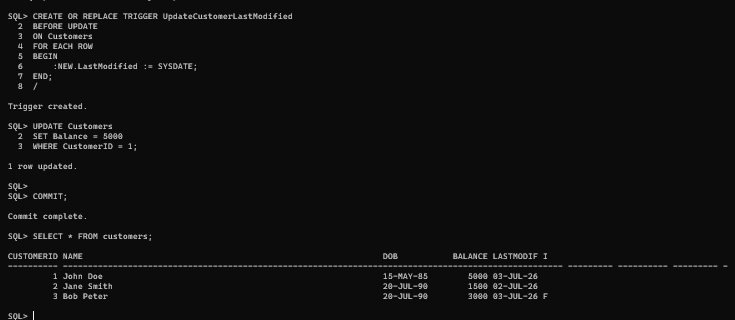 SQL> CREATE OR REPLACE TRIGGER UpdateCustomerLastModified
  2  BEFORE UPDATE
  3  ON Customers
  4  FOR EACH ROW
  5  BEGIN
  6      :NEW.LastModified := SYSDATE;
  7  END;
  8  /
Trigger created.
SQL> UPDATE Customers
  2  SET Balance = 5000
  3  WHERE CustomerID = 1;
1 row updated.
SQL>
SQL> COMMIT;
Commit complete.
SQL> SELECT * FROM customers;
CUSTOMERID NAME DOB BALANCE LASTMODIF I
---------- ---------------------------------------------------------------------------------------------------- --------- ---------- --------- -
1 John Doe 15-MAY-85 5000 03-JUL-26
2 Jane Smith 20-JUL-90 1500 02-JUL-26
3 Bob Peter 20-JUL-90 3000 03-JUL-26 F
SQL>